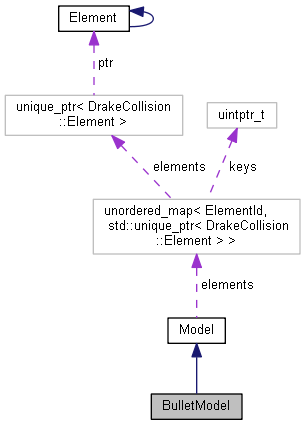 Element
ptr
unique_ptr< DrakeCollision
::Element >
uintptr_t
elements
keys
unordered_map< ElementId,
std::unique_ptr< DrakeCollision
::Element > >
elements
Model
BulletModel